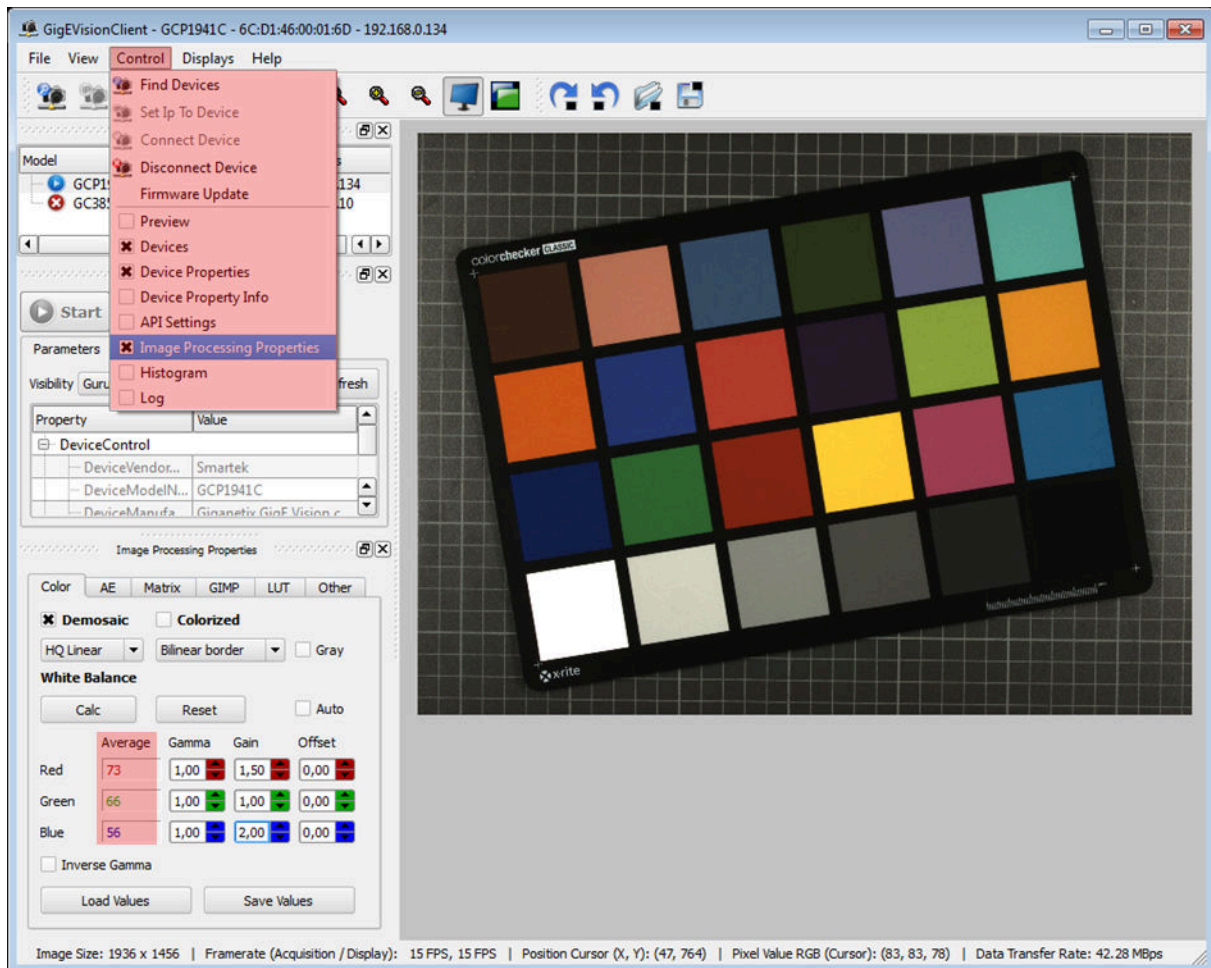 GigEVisionClient - GCP1941C - 6C:D1:46:00:01:6D - 192.168.0.134
File View Control Displays Help
Find Devices
Set Ip To Device
Connect Device
Disconnect Device
Firmware Update
Preview
Devices
Device Properties
Device Property Info
API Settings
Image Processing Properties
Histogram
Log
Model
GCP19 .134
GC385 .10
Start
Parameters
Visibility Guru fresh
Property Value
DeviceControl
DeviceVendor... Smartek
DeviceModelN... GCP1941C
DeviceManufa... Giganetix GigE Vision c
Image Processing Properties
Color AE Matrix GIMP LUT Other
Demosaic Colorized
HQ Linear Bilinear border Gray
White Balance
Calc Reset Auto
Average Gamma Gain Offset
Red 73 1,00 1,50 0,00
Green 66 1,00 1,00 0,00
Blue 56 1,00 2,00 0,00
Inverse Gamma
Load Values Save Values
colorchecker CLASSIC
x-rite
Image Size: 1936 x 1456 | Framerate (Acquisition / Display): 15 FPS, 15 FPS | Position Cursor (X, Y): (47, 764) | Pixel Value RGB (Cursor): (83, 83, 78) | Data Transfer Rate: 42.28 MBps